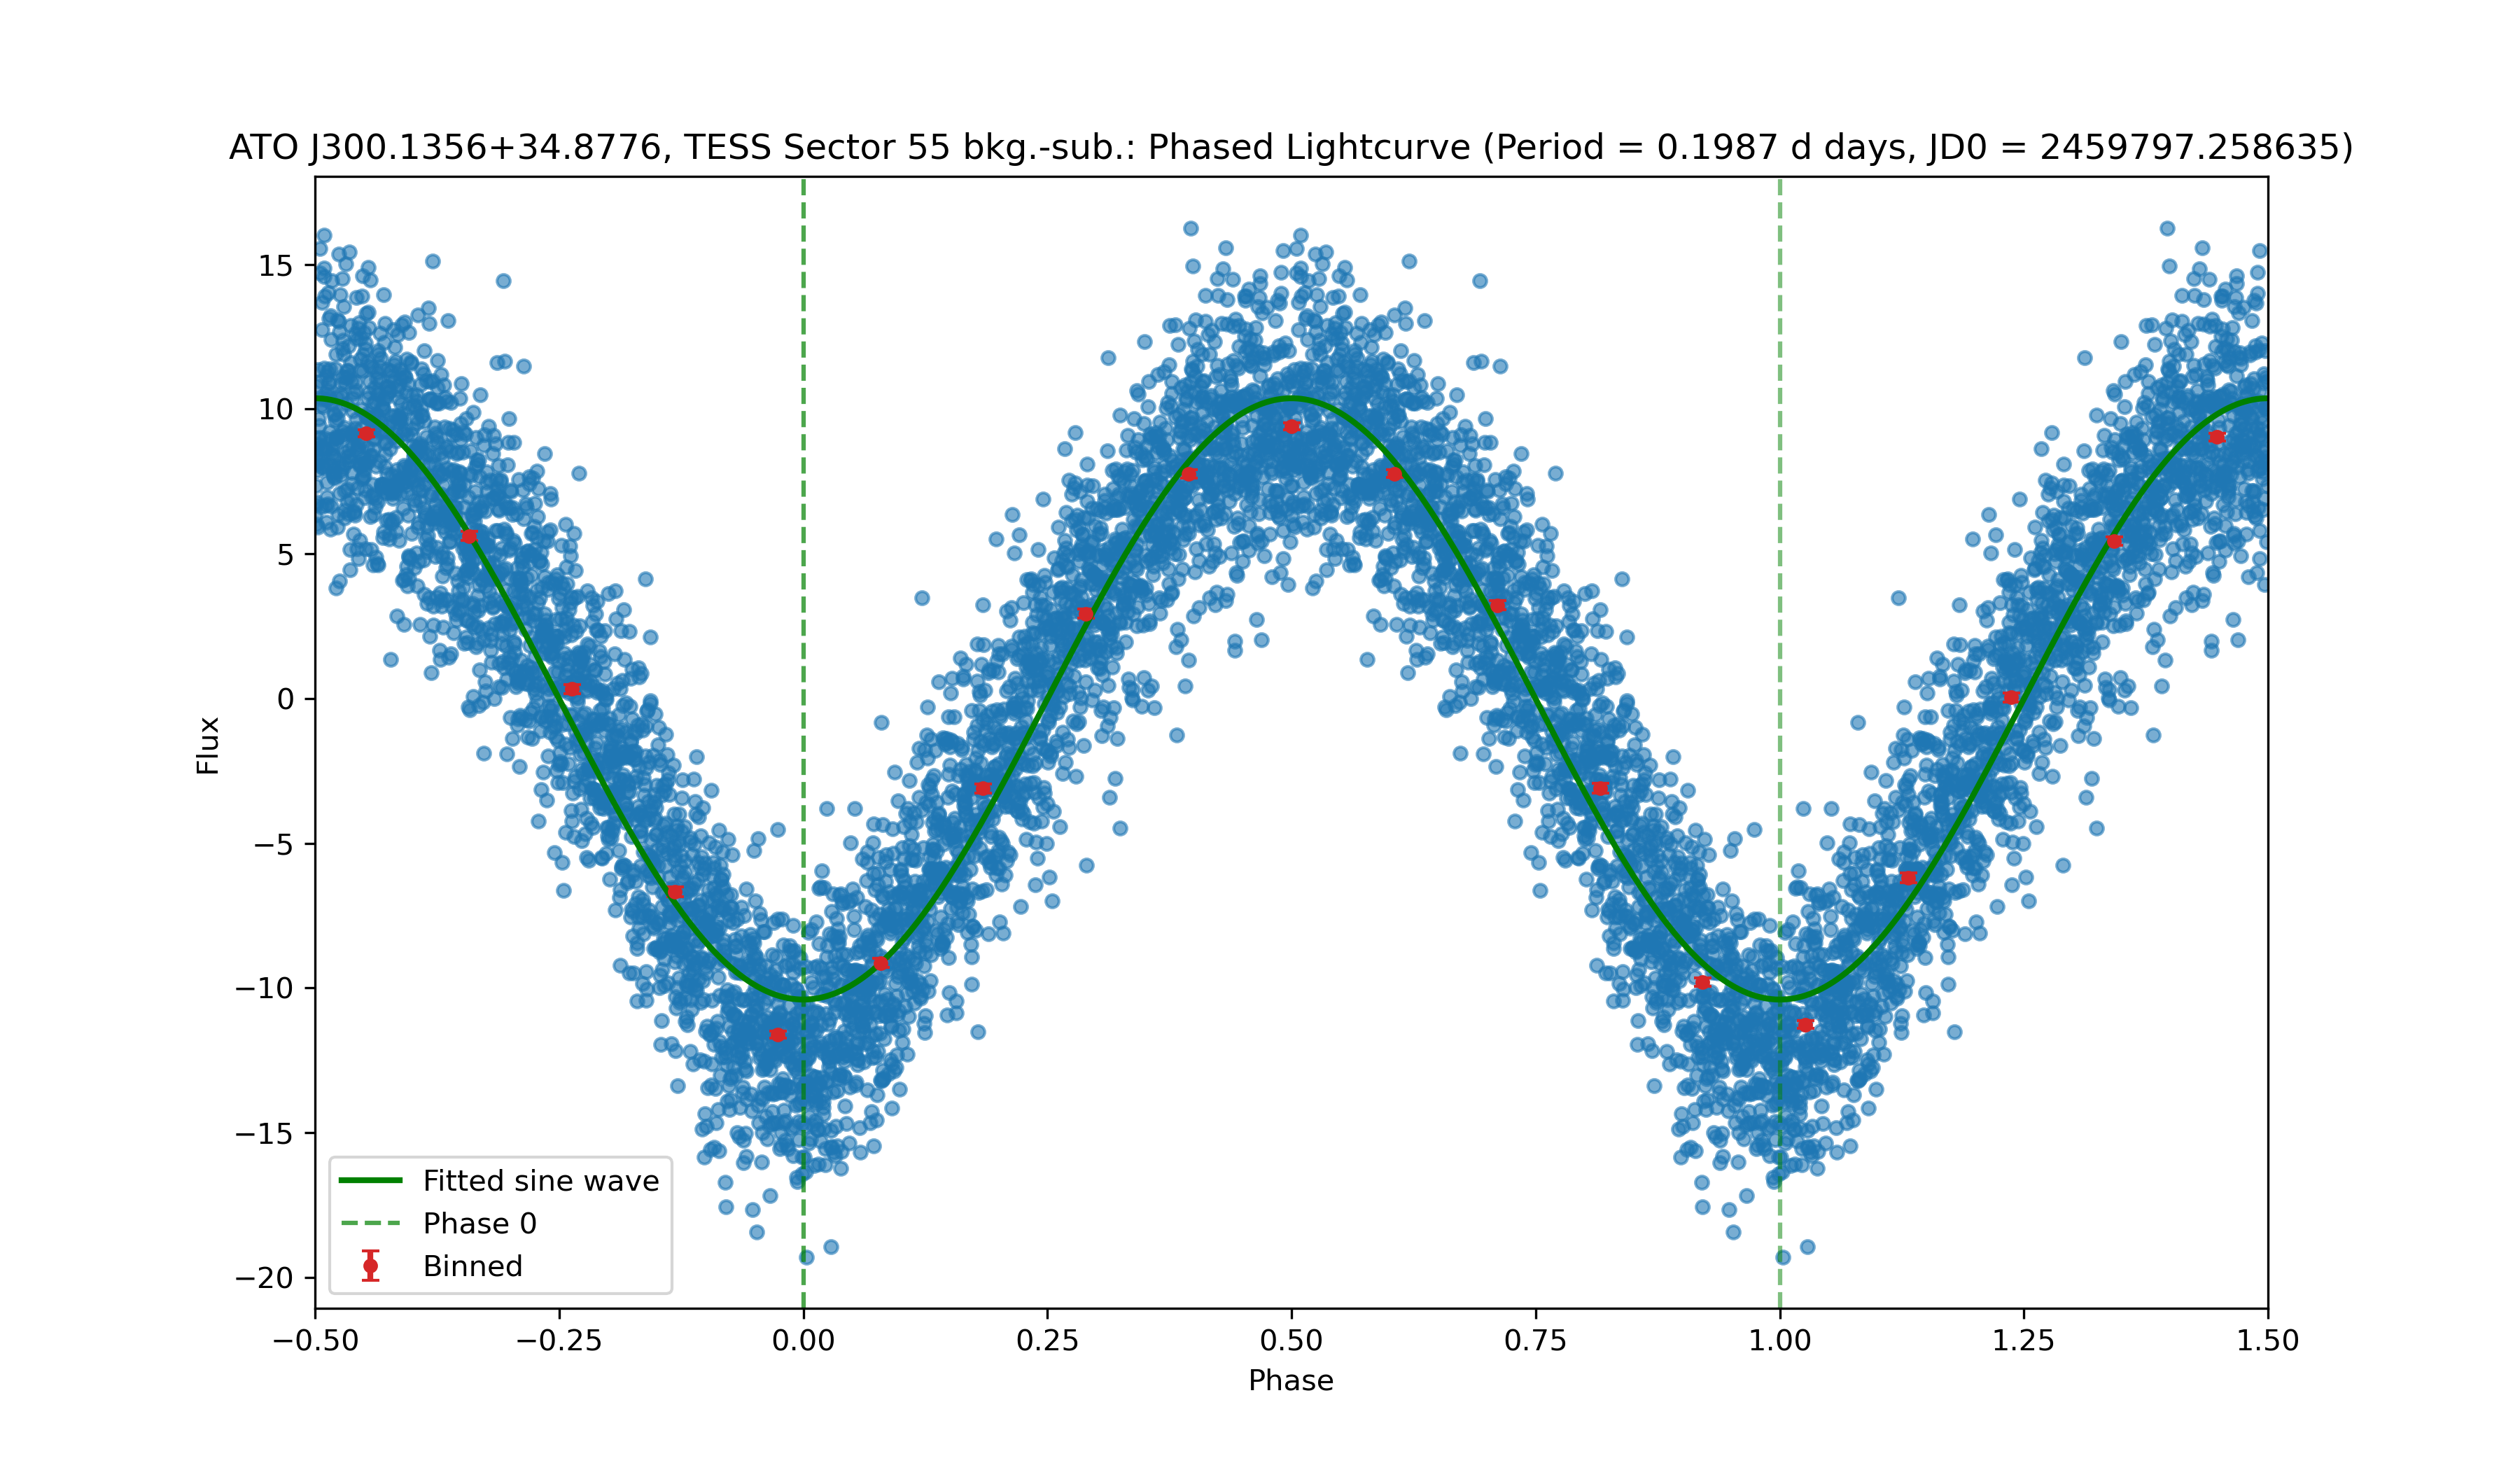 ATO J300.1356+34.8776, TESS Sector 55 bkg.-sub.: Phased Lightcurve (Period = 0.1987 d days, JD0 = 2459797.258635)
15
10
5
0
−5
−10
−15
−20
Flux
Fitted sine wave
Phase 0
Binned
−0.50 −0.25 0.00 0.25 0.50 0.75 1.00 1.25 1.50
Phase